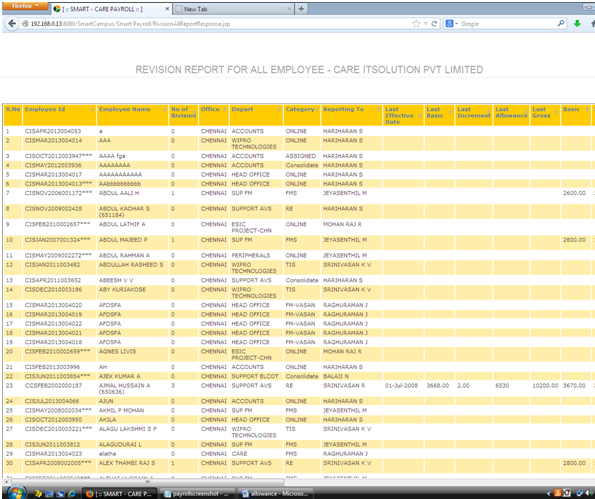 firefox
[ :: SMART - CARE PAYROLL :: ]
New Tab
192.168.0.13:8080/SmartCampus/Smart Payroll/RivisionAllReportResponse.jsp
Google
REVISION REPORT FOR ALL EMPLOYEE - CARE ITSOLUTION PVT LIMITED
S.No Employee Id Employee Name No of Rivision Office Depart Category Reporting To Last Effective Date Last Basic Last Increment Last Allowance Last Gross Basic
1 CISAPR2013004053 a 0 CHENNAI ACCOUNTS ONLINE HARIHARAN S
2 CISMAR2013004014 AAA 0 CHENNAI WIPRO TECHNOLOGIES ONLINE HARIHARAN S
3 CISOCT2012003947*** AAAA fgs 0 CHENNAI ACCOUNTS ASSIGNED HARIHARAN S
4 CISMAY2012003936 AAAAAAAA 0 CHENNAI ACCOUNTS Consolidate HARIHARAN S
5 CISMAR2013004017 AAAAAAAAAAA 0 CHENNAI HEAD OFFICE ONLINE HARIHARAN S
6 CISMAR2013004013*** AAbbbbbbbbbb 0 CHENNAI HEAD OFFICE ONLINE HARIHARAN S
7 CISNOV2006001172*** ABDUL AALI H 1 CHENNAI SUP FM FMS JEYASENTHIL M 2600.00
8 CISNOV2009002428 ABDUL KADHAR S (651184) 0 CHENNAI SUPPORT AVS RE HARIHARAN S
9 CISFEB2010002657*** ABDUL LATHIF A 0 CHENNAI ESIC PROJECT-CHN ONLINE MOHAN RAJ R
10 CISJAN2007001324*** ABDUL MAJEED P 1 CHENNAI SUP FM FMS JEYASENTHIL M 2800.00
11 CISMAY2009002272*** ABDUL RAHMAN A 0 CHENNAI PERIPHERALS ONLINE JEYASENTHIL M
12 CISJAN2011003482 ABDULLAH RASHEED S 0 CHENNAI WIPRO TECHNOLOGIES TIS SRINIVASAN K V
13 CISAPR2011003652 ABEESH V V 0 CHENNAI SUPPORT AVS Consolidate HARIHARAN S
14 CISDEC2010003186 ABY KURIAKOSE 0 CHENNAI WIPRO TECHNOLOGIES TIS SRINIVASAN K V
15 CISMAR2013004020 AFDSFA 0 CHENNAI HEAD OFFICE FM-VASAN RAGHURAMAN J
16 CISMAR2013004019 AFDSFA 0 CHENNAI HEAD OFFICE FM-VASAN RAGHURAMAN J
17 CISMAR2013004022 AFDSFA 0 CHENNAI HEAD OFFICE FM-VASAN RAGHURAMAN J
18 CISMAR2013004021 AFDSFA 0 CHENNAI HEAD OFFICE FM-VASAN RAGHURAMAN J
19 CISMAR2013004018 AFDSFA 0 CHENNAI HEAD OFFICE FM-VASAN RAGHURAMAN J
20 CISFEB2010002659*** AGNES LIVIS 0 CHENNAI ESIC PROJECT-CHN ONLINE MOHAN RAJ R
21 CISFEB2013003996 AH 0 CHENNAI HEAD OFFICE ONLINE HARIHARAN S
22 CISJUN2011003854*** AJEX KUMAR A 0 CHENNAI SUPPORT ELCOT Consolidate BALAJI N
23 CCSFEB2002000187 AJMAL HUSSAIN A (650636) 3 CHENNAI SUPPORT AVS RE SRINIVASAN R 01-Jul-2008 3668.00 2.00 6530 10200.00 3670.00
24 CISJUL2013004066 AJUN 0 CHENNAI ACCOUNTS ONLINE HARIHARAN S
25 CISMAY2008002034*** AKHIL P MOHAN 0 CHENNAI SUP FM FMS JEYASENTHIL M
26 CISOCT2012003950 AKILA 0 CHENNAI HEAD OFFICE ONLINE HARIHARAN S
27 CISDEC2010003221*** ALAGU LAKSHMI S P 0 CHENNAI WIPRO TECHNOLOGIES TIS SRINIVASAN K V
28 CISJUN2011003812 ALAGUDURAI L 0 CHENNAI SUP FM FMS JEYASENTHIL M
29 CISMAR2013004023 alatha 0 CHENNAI CARE FMS RAGHURAMAN J
30 CISAPR2008002005*** ALEX THAMBI RAJ S 1 CHENNAI SUPPORT AVS RE SRINIVASAN K V 2800.00
[ :: SMART - CARE P...
payrollscreenshot - ...
allowance - Microso...